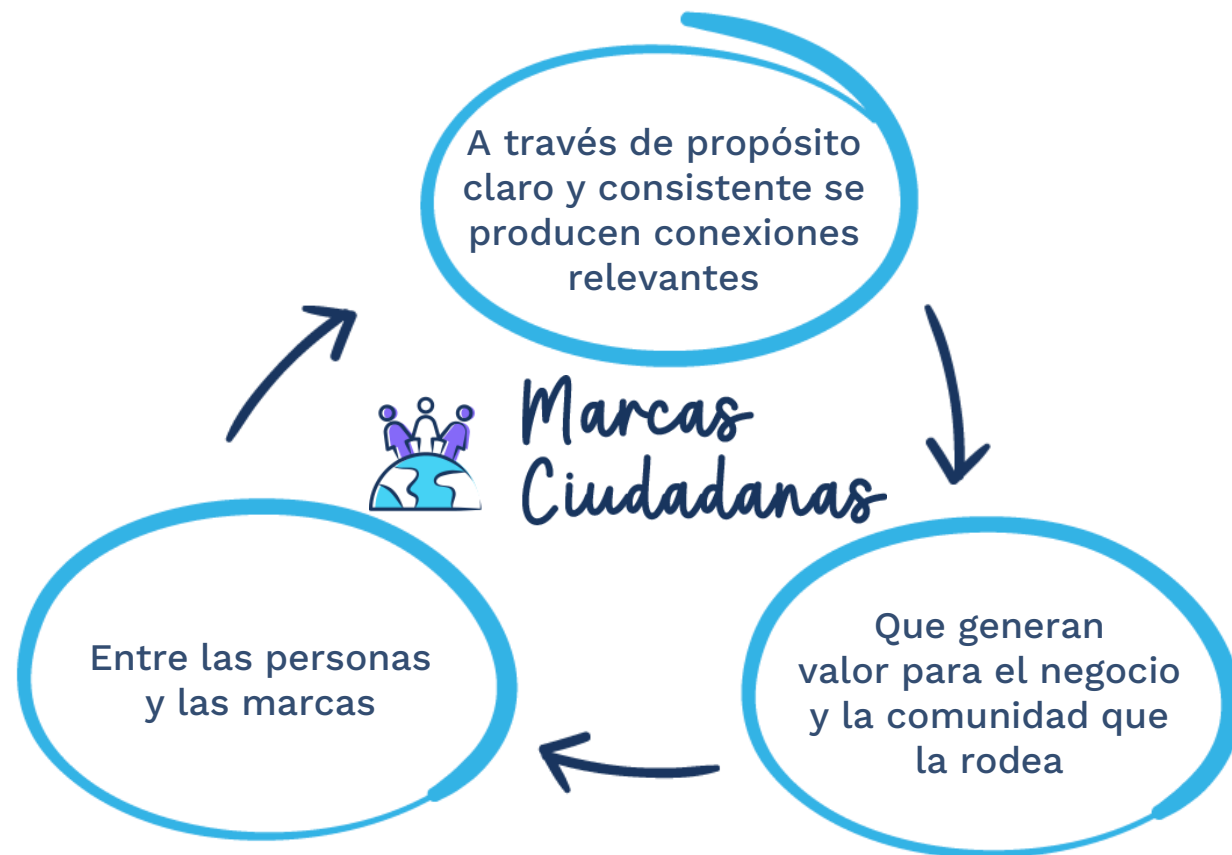 A través de propósito
claro y consistente se
producen conexiones
relevantes
Marcas
Ciudadanas
Que generan
valor para el negocio
y la comunidad que
la rodea
Entre las personas
y las marcas